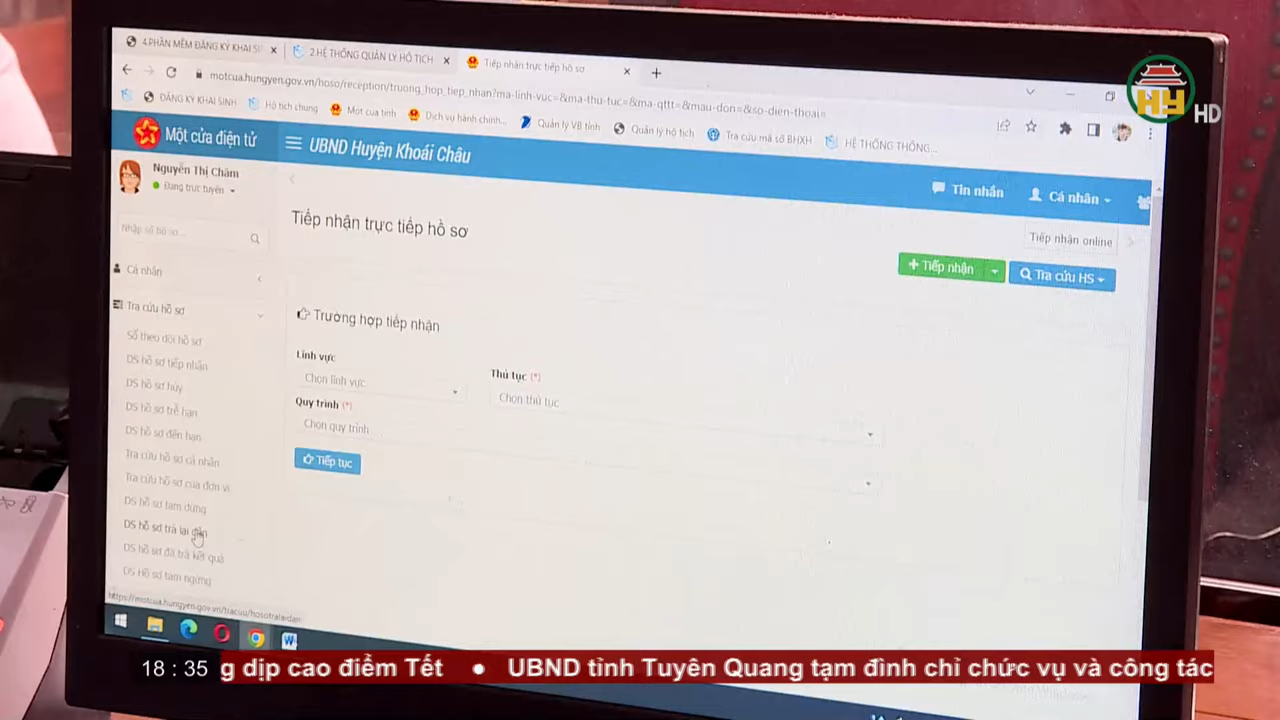 4.PHẦN MỀM ĐĂNG KÝ KHAI SI
2.HỆ THỐNG QUẢN LÝ HỘ TỊCH
Tiếp nhận trực tiếp hồ sơ
motcua.hungyen.gov.vn/hoso/reception/truong_hop_tiep_nhan?ma-linh-vuc=&ma-thu-tuc=&ma-qttt=&mau-don=&so-dien-thoai=
ĐĂNG KÝ KHAI SINH
Hộ tịch chung
Một cửa tỉnh
Dịch vụ hành chính...
Quản lý VB tỉnh
Quản lý hộ tịch
Tra cứu mã số BHXH
HỆ THỐNG THỐNG...
HY HD
Một cửa điện tử
UBND Huyện Khoái Châu
Tin nhắn
Cá nhân
Nguyễn Thị Châm
Đang trực tuyến
Tiếp nhận trực tiếp hồ sơ
Tiếp nhận online
Nhập số hồ sơ...
Tiếp nhận
Tra cứu HS
Cá nhân
Tra cứu hồ sơ
Sổ theo dõi hồ sơ
DS hồ sơ tiếp nhận
DS hồ sơ hủy
DS hồ sơ trễ hạn
DS hồ sơ đến hạn
Tra cứu hồ sơ cá nhân
Tra cứu hồ sơ của đơn vị
DS hồ sơ tạm dừng
DS hồ sơ trả lại dân
DS hồ sơ đã trả kết quả
DS Hồ sơ tạm ngừng
Trường hợp tiếp nhận
Lĩnh vực
Chọn lĩnh vực
Thủ tục (*)
Chọn thủ tục
Quy trình (*)
Chọn quy trình
Tiếp tục
https://motcua.hungyen.gov.vn/tracuu/hosotralaidan
18 : 35 g dịp cao điểm Tết ● UBND tỉnh Tuyên Quang tạm đình chỉ chức vụ và công tác